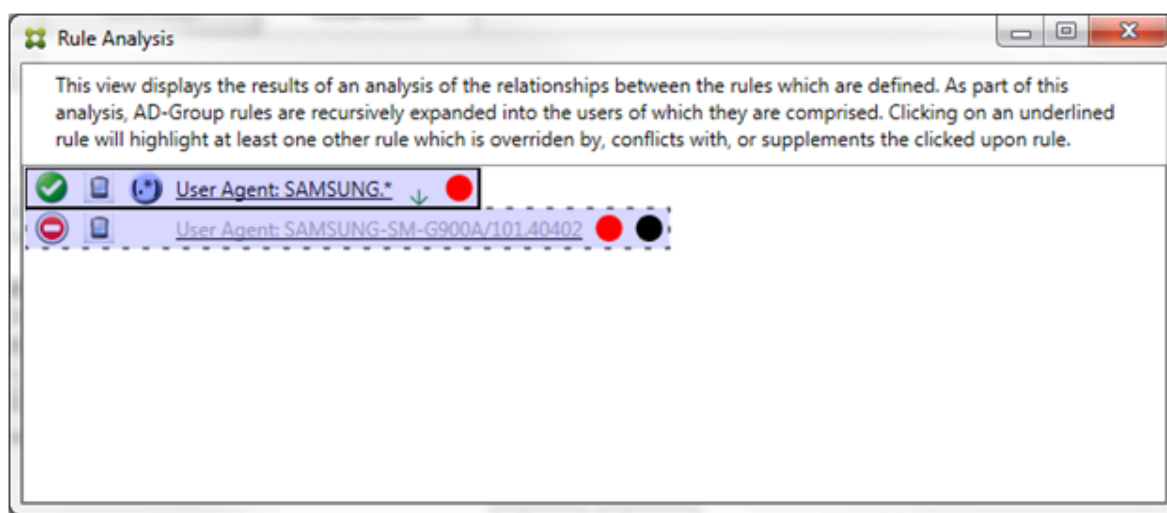 Rule Analysis
This view displays the results of an analysis of the relationships between the rules which are defined. As part of this
analysis, AD-Group rules are recursively expanded into the users of which they are comprised. Clicking on an underlined
rule will highlight at least one other rule which is overriden by, conflicts with, or supplements the clicked upon rule.
(.*) User Agent: SAMSUNG.*
User Agent: SAMSUNG-SM-G900A/101.40402